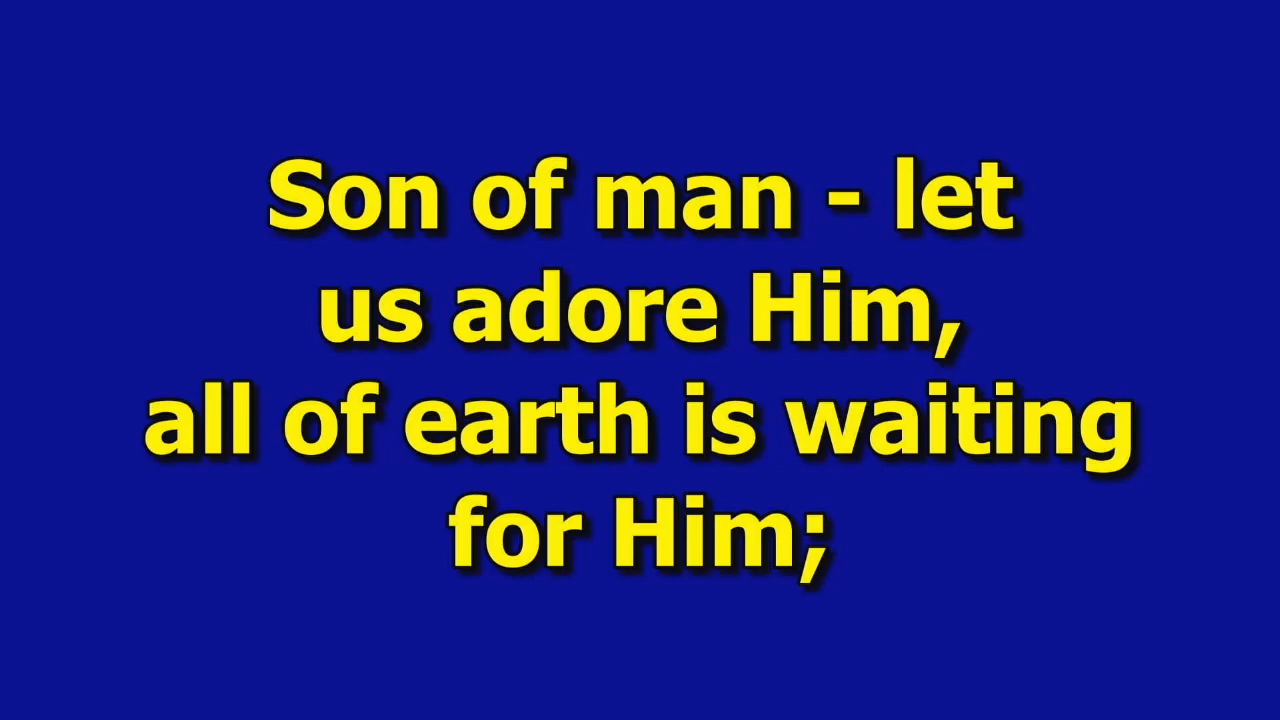 Son of man - let
us adore Him,
all of earth is waiting
for Him;